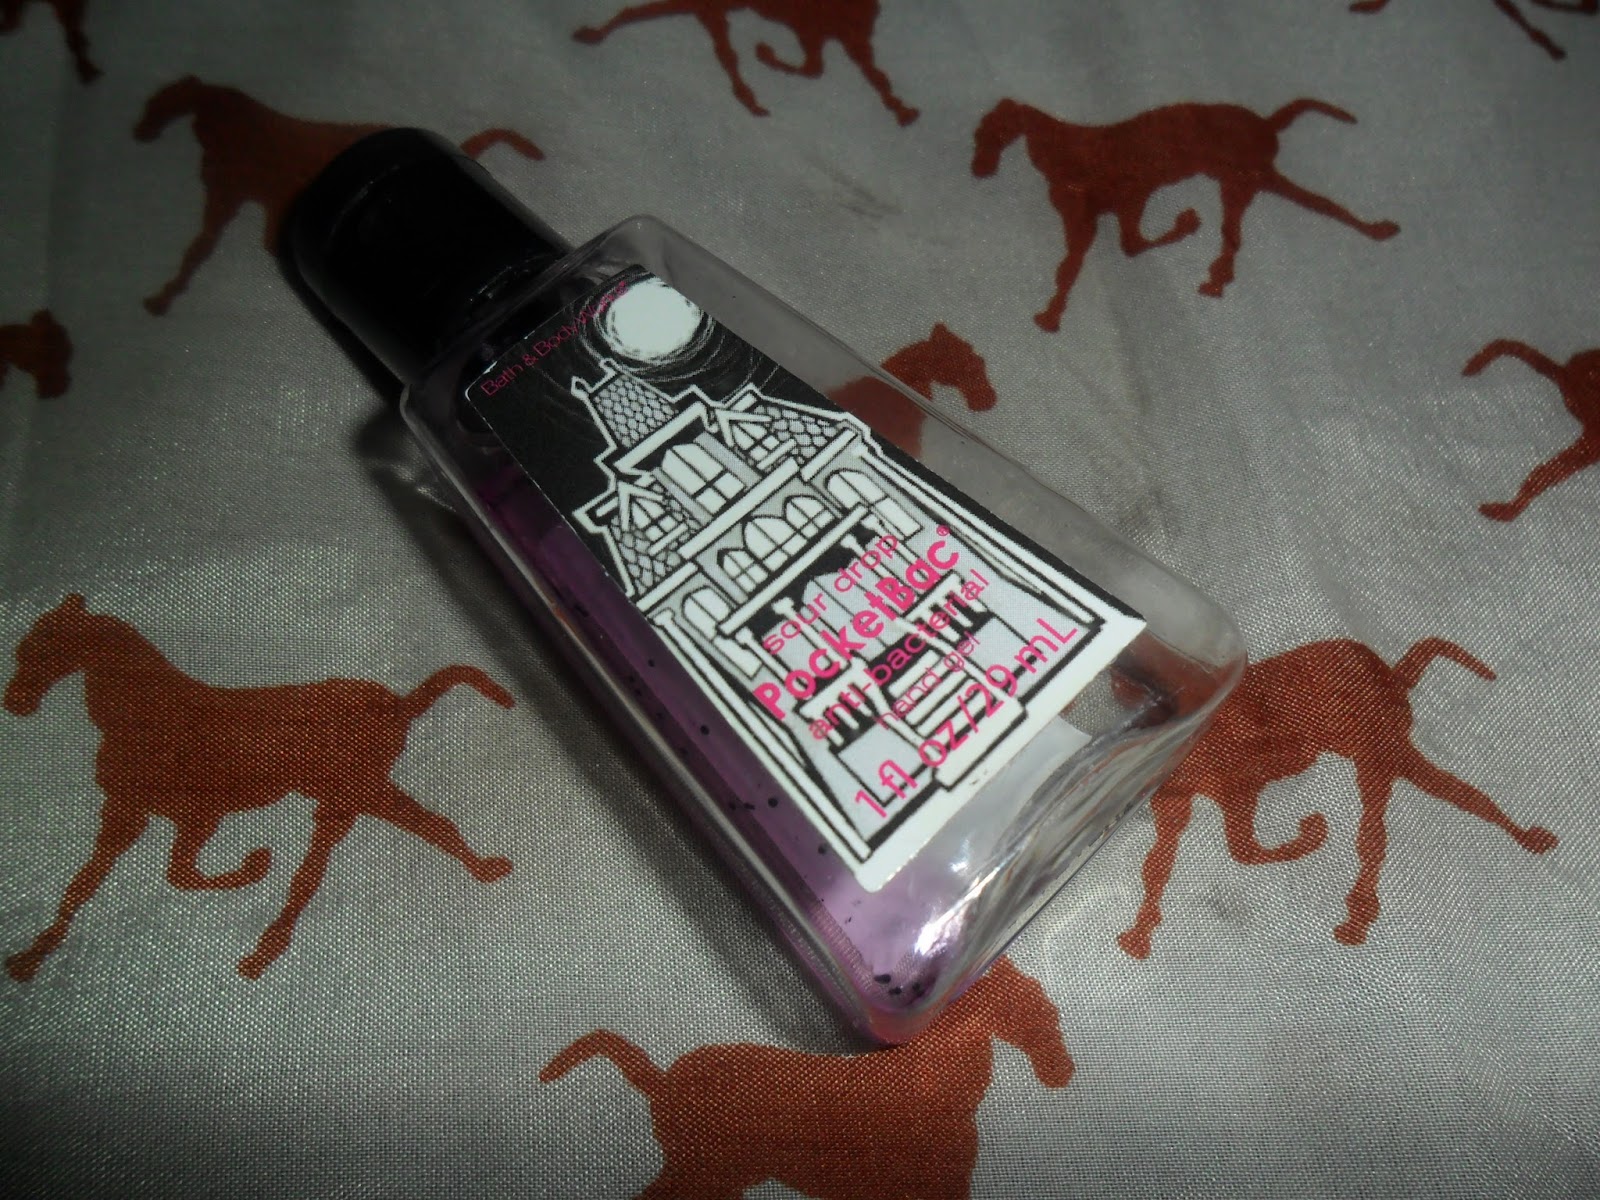 Bath & Body Works
sour drop
PocketBac®
anti-bacterial
hand gel
1 fl oz/29 mL